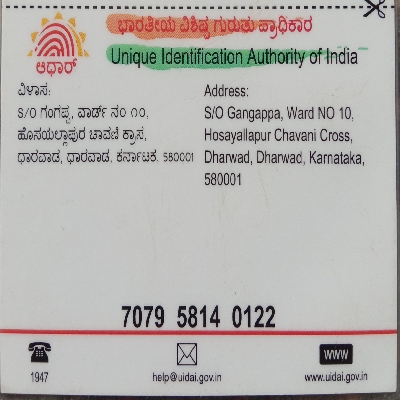 ಭಾರತೀಯ ವಿಶಿಷ್ಟ ಗುರುತು ಪ್ರಾಧಿಕಾರ
Unique Identification Authority of India
ಆಧಾರ್
ವಿಳಾಸ:
S/O ಗಂಗಪ್ಪ, ವಾರ್ಡ್ ನಂ 10,
ಹೊಸಯಲ್ಲಾಪುರ ಚಾವಣಿ ಕ್ರಾಸ,
ಧಾರವಾಡ, ಧಾರವಾಡ, ಕರ್ನಾಟಕ, 580001
Address:
S/O Gangappa, Ward NO 10,
Hosayallapur Chavani Cross,
Dharwad, Dharwad, Karnataka,
580001
7079 5814 0122
1947
help@uidai.gov.in
WWW
www.uidai.gov.in